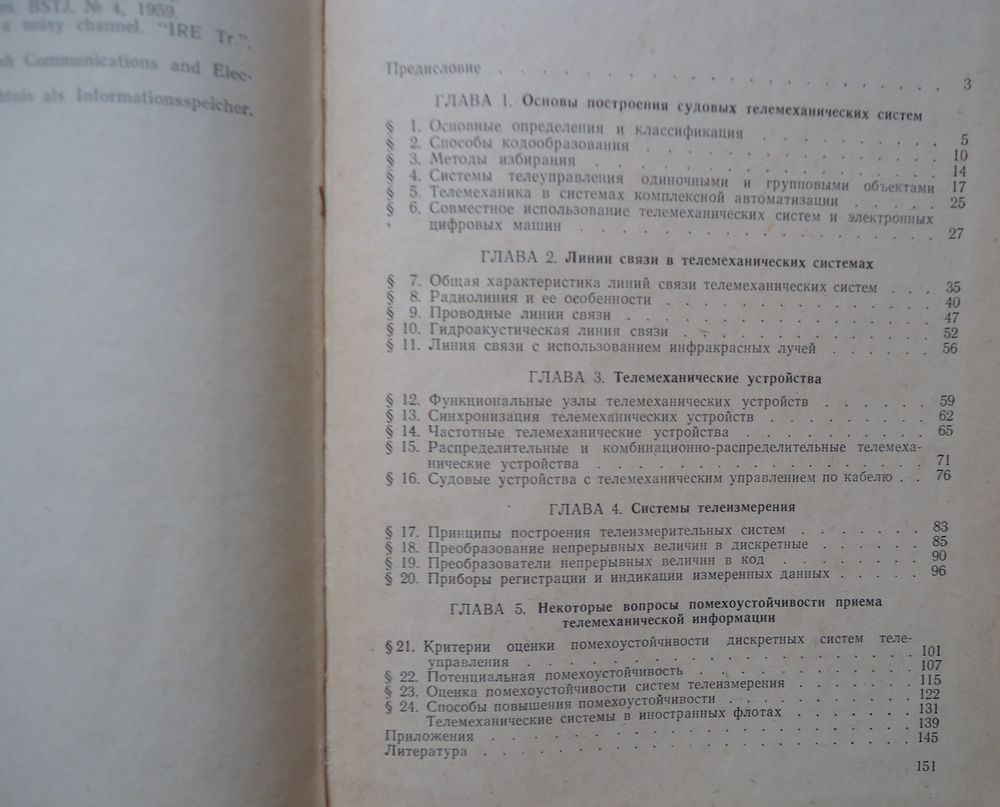 BSTJ, № 4, 1959.
a noisy channel. "IRE Tr.",
Communications and Elec-
als Informationsspeicher.
Предисловие . . . . . . . . . . . . . . . . 3
ГЛАВА 1. Основы построения судовых телемеханических систем
§ 1. Основные определения и классификация . . . . . . . . 5
§ 2. Способы кодообразования . . . . . . . . . . . . 10
§ 3. Методы избирания . . . . . . . . . . . . . . 14
§ 4. Системы телеуправления одиночными и групповыми объектами 17
§ 5. Телемеханика в системах комплексной автоматизации . . . . . 25
§ 6. Совместное использование телемеханических систем и электронных
цифровых машин . . . . . . . . . . . . . . 27
ГЛАВА 2. Линии связи в телемеханических системах
§ 7. Общая характеристика линий связи телемеханических систем . . . 35
§ 8. Радиолиния и ее особенности . . . . . . . . . . . 40
§ 9. Проводные линии связи . . . . . . . . . . . . . 47
§ 10. Гидроакустическая линия связи . . . . . . . . . . 52
§ 11. Линия связи с использованием инфракрасных лучей . . . . . 56
ГЛАВА 3. Телемеханические устройства
§ 12. Функциональные узлы телемеханических устройств . . . . . . 59
§ 13. Синхронизация телемеханических устройств . . . . . . . . 62
§ 14. Частотные телемеханические устройства . . . . . . . . . 65
§ 15. Распределительные и комбинационно-распределительные телемеха-
нические устройства . . . . . . . . . . . . . . 71
§ 16. Судовые устройства с телемеханическим управлением по кабелю . . 76
ГЛАВА 4. Системы телеизмерения
§ 17. Принципы построения телеизмерительных систем . . . . . . . 83
§ 18. Преобразование непрерывных величин в дискретные . . . . . . 85
§ 19. Преобразователи непрерывных величин в код . . . . . . . . 90
§ 20. Приборы регистрации и индикации измеренных данных . . . . . 96
ГЛАВА 5. Некоторые вопросы помехоустойчивости приема
телемеханической информации
§ 21. Критерии оценки помехоустойчивости дискретных систем теле-
управления . . . . . . . . . . . . . . . . 101
§ 22. Потенциальная помехоустойчивость . . . . . . . . . 107
§ 23. Оценка помехоустойчивости систем телеизмерения . . . . . . 115
§ 24. Способы повышения помехоустойчивости . . . . . . . . . 122
Телемеханические системы в иностранных флотах . . . . . . 131
Приложения . . . . . . . . . . . . . . . . . 139
Литература . . . . . . . . . . . . . . . . . 145
151